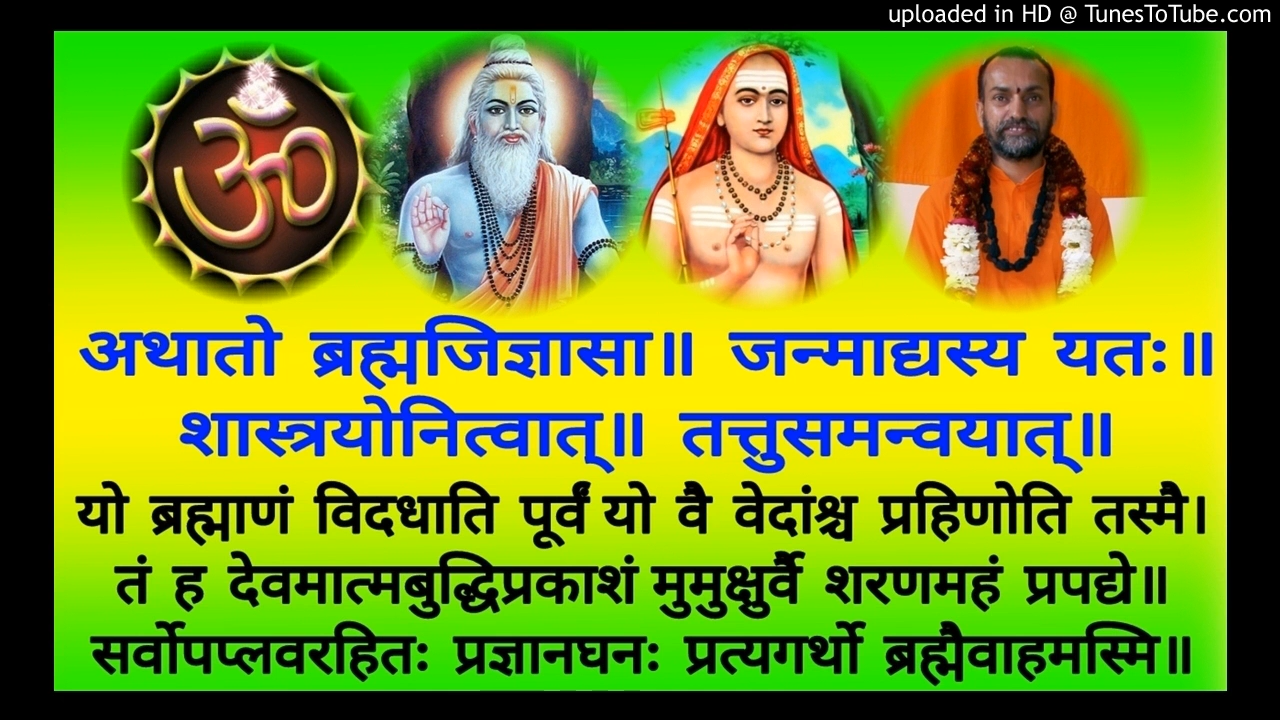 uploaded in HD @ TunesToTube.com
ॐ
अथातो ब्रह्मजिज्ञासा॥ जन्माद्यस्य यतः॥
शास्त्रयोनित्वात्॥ तत्तुसमन्वयात्॥
यो ब्रह्माणं विदधाति पूर्वं यो वै वेदांश्च प्रहिणोति तस्मै।
तं ह देवमात्मबुद्धिप्रकाशं मुमुक्षुर्वै शरणमहं प्रपद्ये॥
सर्वोपप्लवरहितः प्रज्ञानघनः प्रत्यगर्थो ब्रह्मैवाहमस्मि॥